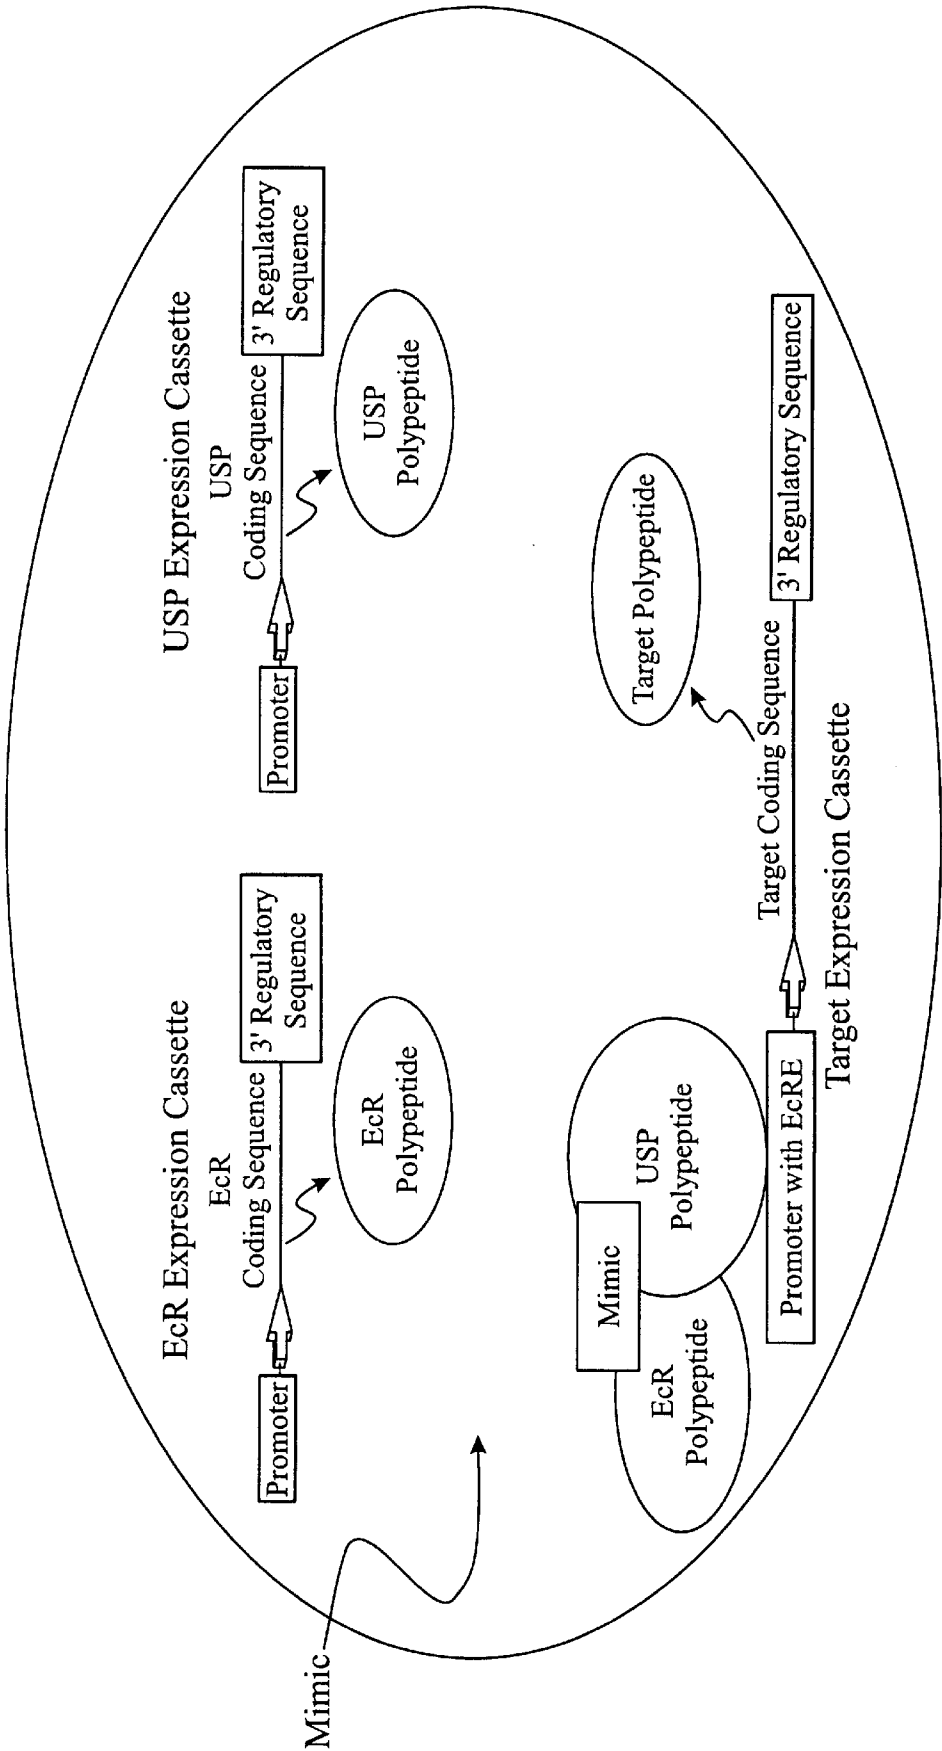 EcR Expression Cassette
EcR
Coding Sequence
Promoter
3' Regulatory
Sequence
EcR
Polypeptide
USP Expression Cassette
USP
Coding Sequence
Promoter
3' Regulatory
Sequence
USP
Polypeptide
Mimic
Mimic
EcR
Polypeptide
USP
Polypeptide
Promoter with EcRE
Target Polypeptide
Target Coding Sequence
3' Regulatory Sequence
Target Expression Cassette